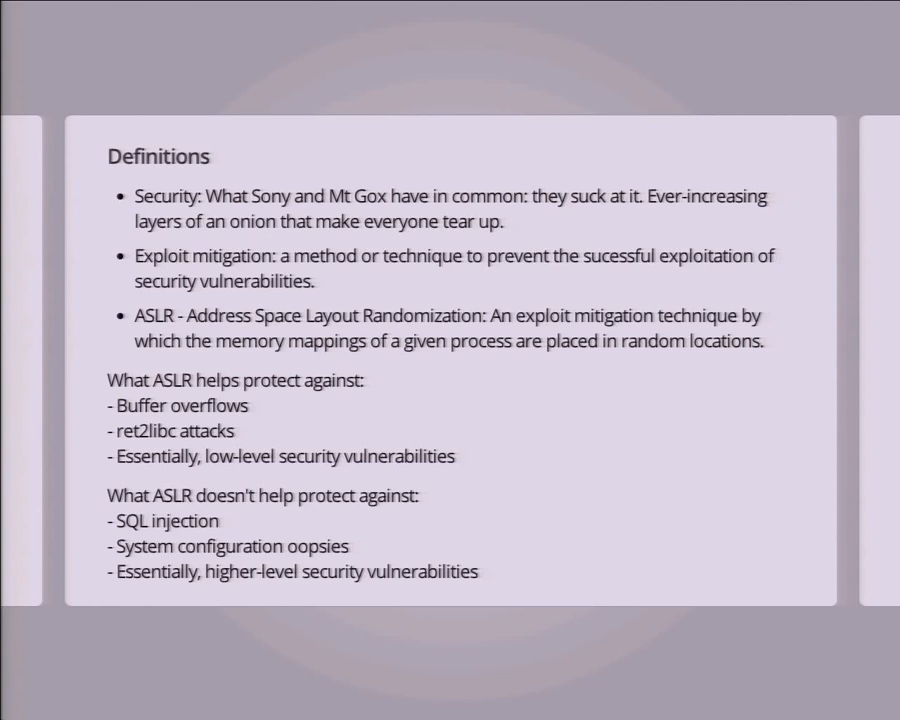 Definitions
• Security: What Sony and Mt Gox have in common: they suck at it. Ever-increasing
layers of an onion that make everyone tear up.
• Exploit mitigation: a method or technique to prevent the sucessful exploitation of
security vulnerabilities.
• ASLR - Address Space Layout Randomization: An exploit mitigation technique by
which the memory mappings of a given process are placed in random locations.
What ASLR helps protect against:
- Buffer overflows
- ret2libc attacks
- Essentially, low-level security vulnerabilities
What ASLR doesn't help protect against:
- SQL injection
- System configuration oopsies
- Essentially, higher-level security vulnerabilities